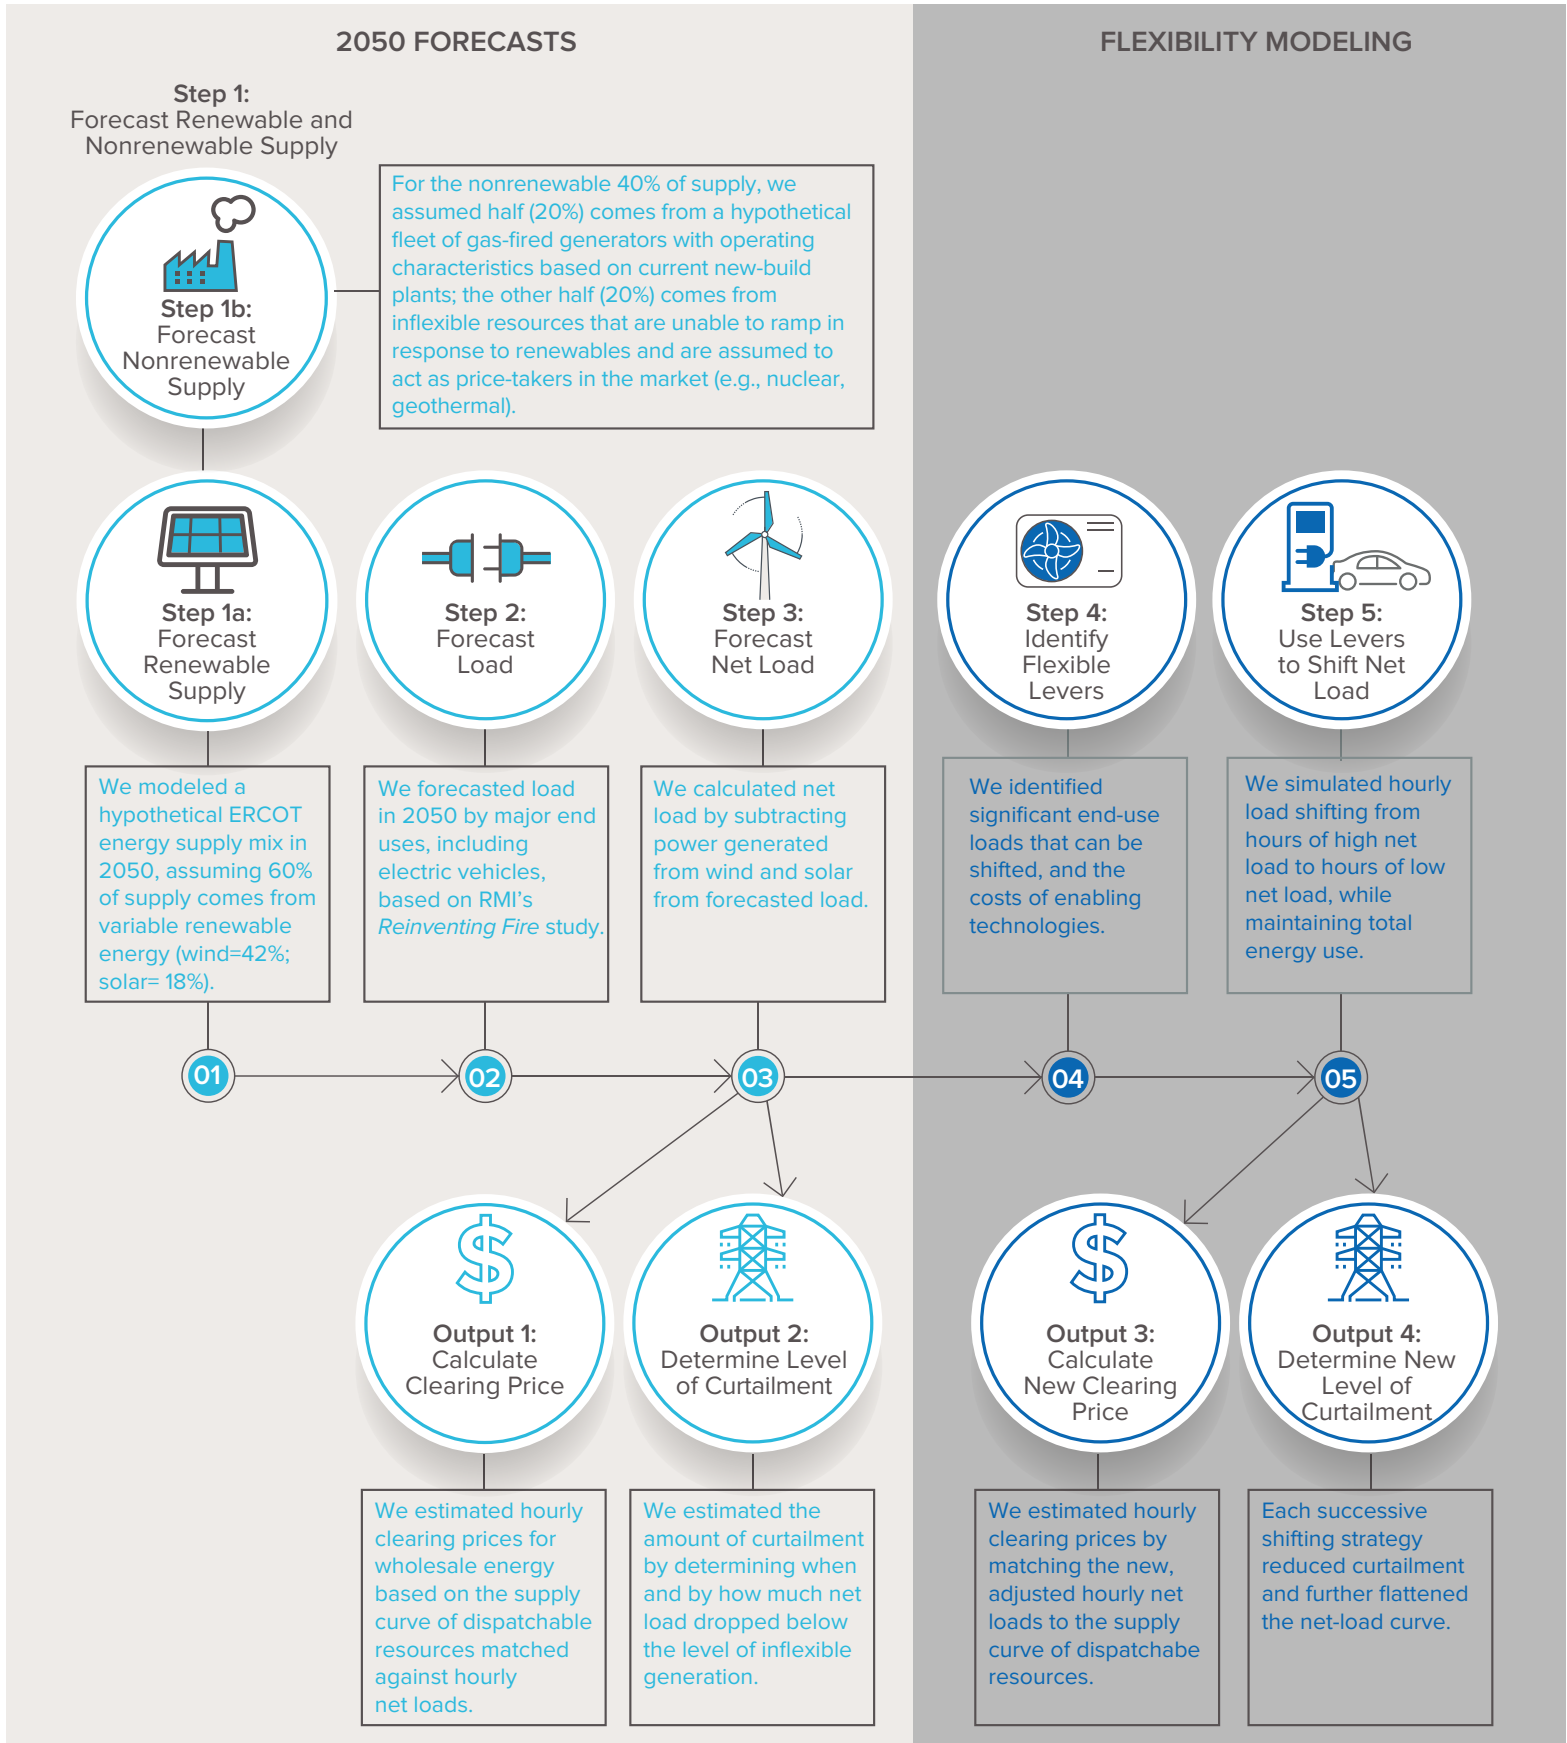 2050 FORECASTS
FLEXIBILITY MODELING
Step 1:
Forecast Renewable and
Nonrenewable Supply
Step 1b:
Forecast
Nonrenewable
Supply
For the nonrenewable 40% of supply, we
assumed half (20%) comes from a hypothetical
fleet of gas-fired generators with operating
characteristics based on current new-build
plants; the other half (20%) comes from
inflexible resources that are unable to ramp in
response to renewables and are assumed to
act as price-takers in the market (e.g., nuclear,
geothermal).
Step 1a:
Forecast
Renewable
Supply
Step 2:
Forecast
Load
Step 3:
Forecast
Net Load
Step 4:
Identify
Flexible
Levers
Step 5:
Use Levers
to Shift Net
Load
We modeled a
hypothetical ERCOT
energy supply mix in
2050, assuming 60%
of supply comes from
variable renewable
energy (wind=42%;
solar= 18%).
We forecasted load
in 2050 by major end
uses, including
electric vehicles,
based on RMI’s
Reinventing Fire study.
We calculated net
load by subtracting
power generated
from wind and solar
from forecasted load.
We identified
significant end-use
loads that can be
shifted, and the
costs of enabling
technologies.
We simulated hourly
load shifting from
hours of high net
load to hours of low
net load, while
maintaining total
energy use.
01
02
03
04
05
Output 1:
Calculate
Clearing Price
Output 2:
Determine Level
of Curtailment
Output 3:
Calculate
New Clearing
Price
Output 4:
Determine New
Level of
Curtailment
We estimated hourly
clearing prices for
wholesale energy
based on the supply
curve of dispatchable
resources matched
against hourly
net loads.
We estimated the
amount of curtailment
by determining when
and by how much net
load dropped below
the level of inflexible
generation.
We estimated hourly
clearing prices by
matching the new,
adjusted hourly net
loads to the supply
curve of dispatchabe
resources.
Each successive
shifting strategy
reduced curtailment
and further flattened
the net-load curve.